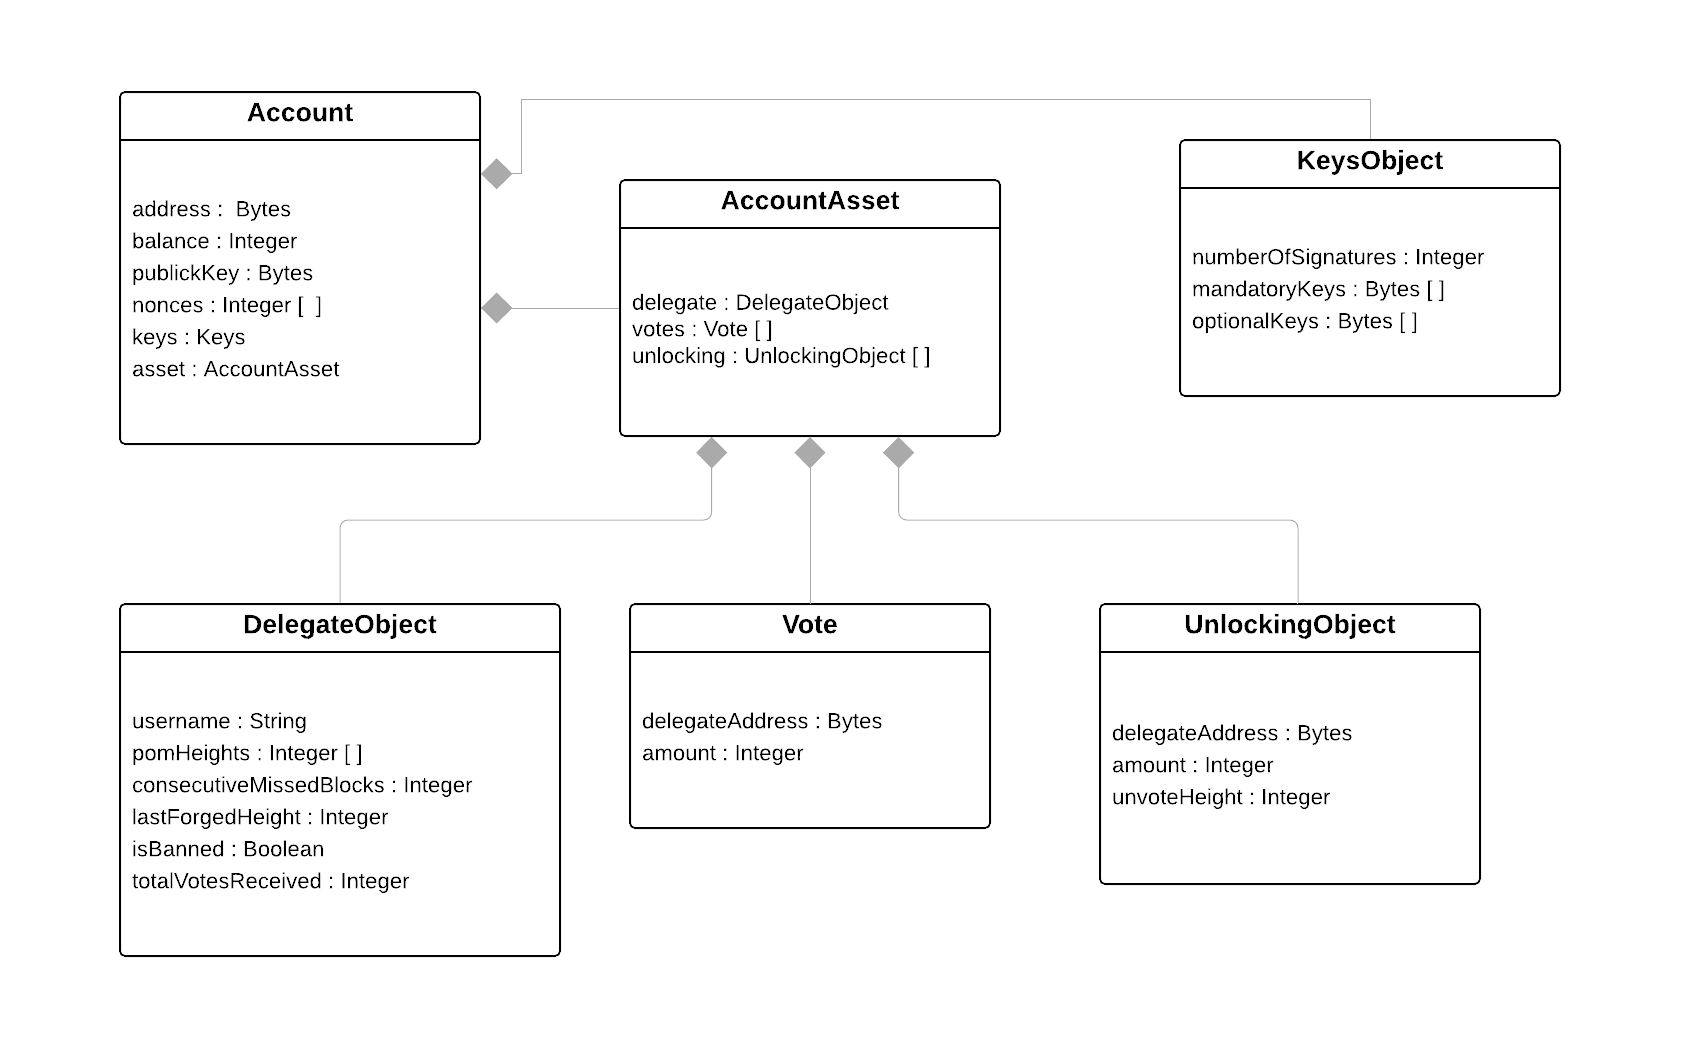 Account
address :  Bytes
balance : Integer
publickKey : Bytes
nonces : Integer [  ]
keys : Keys
asset : AccountAsset
AccountAsset
delegate : DelegateObject
votes : Vote [ ]
unlocking : UnlockingObject [ ]
KeysObject
numberOfSignatures : Integer
mandatoryKeys : Bytes [ ]
optionalKeys : Bytes [ ]
DelegateObject
username : String
pomHeights : Integer [ ]
consecutiveMissedBlocks : Integer
lastForgedHeight : Integer
isBanned : Boolean
totalVotesReceived : Integer
Vote
delegateAddress : Bytes
amount : Integer
UnlockingObject
delegateAddress : Bytes
amount : Integer
unvoteHeight : Integer